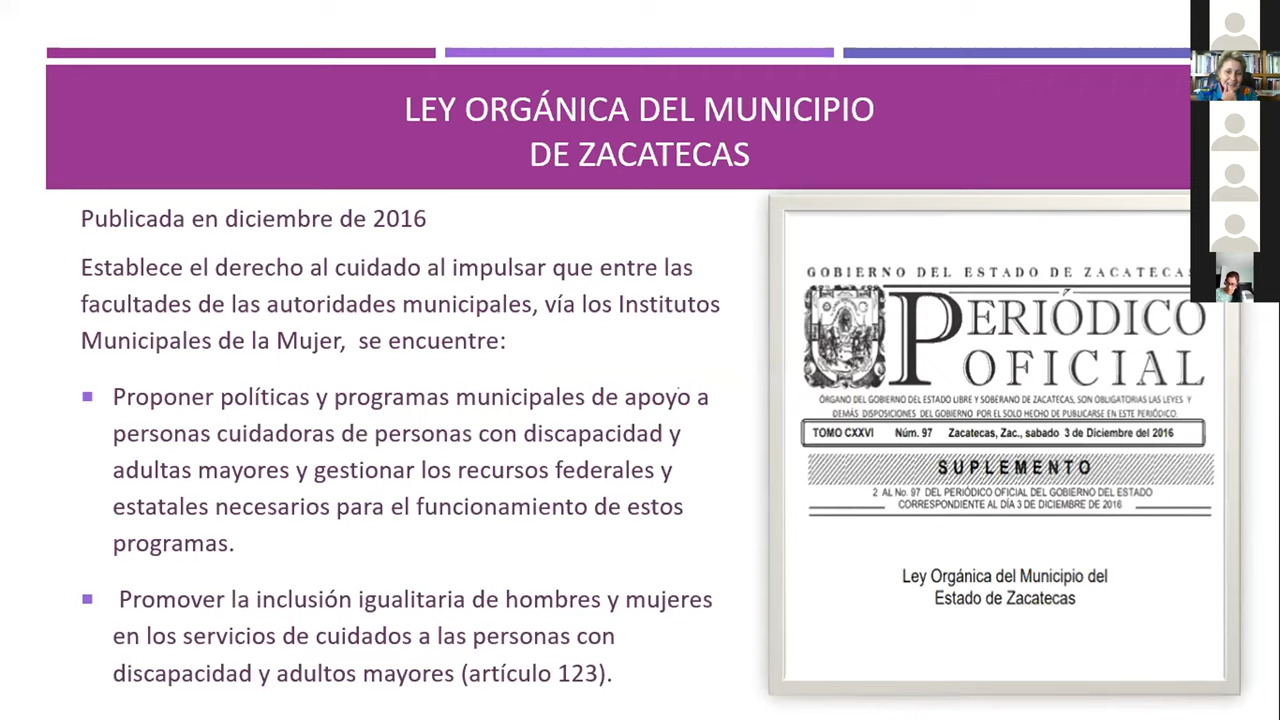 LEY ORGÁNICA DEL MUNICIPIO
DE ZACATECAS
Publicada en diciembre de 2016
Establece el derecho al cuidado al impulsar que entre las
facultades de las autoridades municipales, vía los Institutos
Municipales de la Mujer, se encuentre:
Proponer políticas y programas municipales de apoyo a
personas cuidadoras de personas con discapacidad y
adultas mayores y gestionar los recursos federales y
estatales necesarios para el funcionamiento de estos
programas.
Promover la inclusión igualitaria de hombres y mujeres
en los servicios de cuidados a las personas con
discapacidad y adultos mayores (artículo 123).
GOBIERNO DEL ESTADO DE ZACATECAS
PERIÓDICO
OFICIAL
ÓRGANO DEL GOBIERNO DEL ESTADO LIBRE Y SOBERANO DE ZACATECAS, SON OBLIGATORIAS LAS LEYES Y
DEMÁS DISPOSICIONES DEL GOBIERNO POR EL SOLO HECHO DE PUBLICARSE EN ESTE PERIÓDICO.
TOMO CXXVI Núm. 97 Zacatecas, Zac., sabado 3 de Diciembre del 2016
SUPLEMENTO
2 AL No. 97 DEL PERIÓDICO OFICIAL DEL GOBIERNO DEL ESTADO
CORRESPONDIENTE AL DÍA 3 DE DICIEMBRE DE 2016
Ley Orgánica del Municipio del
Estado de Zacatecas